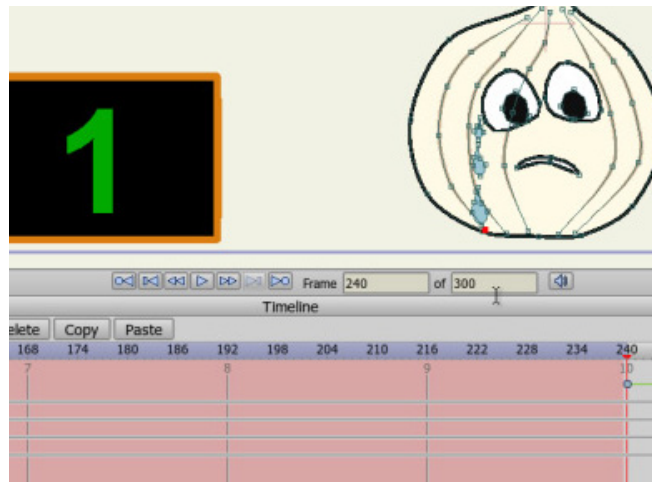 1
Frame 240 of 300
Timeline
elete Copy Paste
168 174 180 186 192 198 204 210 216 222 228 234 240
7 8 9 10